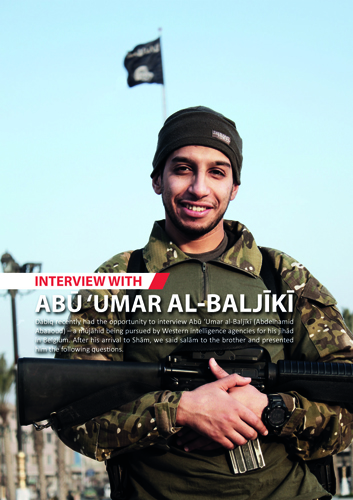 INTERVIEW WITH
ABŪ ‘UMAR AL-BALJĪKĪ
Dābiq recently had the opportunity to interview Abū ‘Umar al-Baljīkī (Abdelhamid
Abaaoud) – a mujāhid being pursued by Western intelligence agencies for his jihād
in Belgium. After his arrival to Shām, we said salām to the brother and presented
him the following questions.